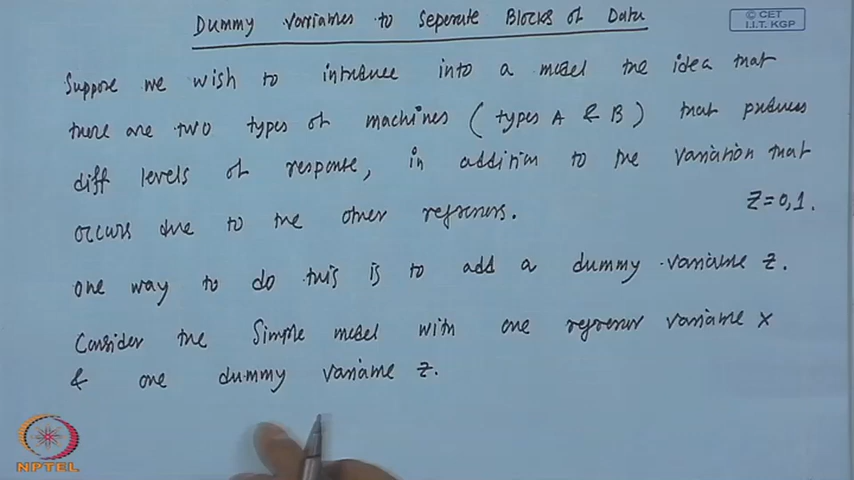 © CET
I.I.T. KGP
Dummy Variables to Seperate Blocks of Data
Suppose we wish to introduce into a model the idea that
there are two types of machines (types A & B) that produces
diff levels of response, in addition to the variation that
occurs due to the other regressors.
Z=0,1.
One way to do this is to add a dummy variable Z.
Consider the Simple model with one regressor variable X
& one dummy variable Z.
NPTEL